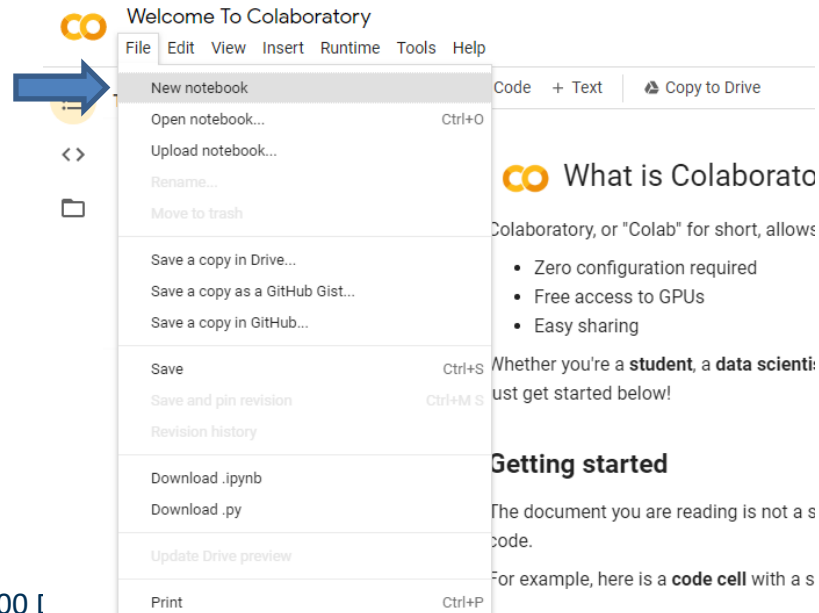 Welcome To Colaboratory
File Edit View Insert Runtime Tools Help
New notebook
Open notebook... Ctrl+O
Upload notebook...
Rename...
Move to trash
Save a copy in Drive...
Save a copy as a GitHub Gist...
Save a copy in GitHub...
Save Ctrl+S
Save and pin revision Ctrl+M S
Revision history
Download .ipynb
Download .py
Update Drive preview
Print Ctrl+P
Code + Text Copy to Drive
What is Colaborato
Colaboratory, or "Colab" for short, allows
• Zero configuration required
• Free access to GPUs
• Easy sharing
Whether you're a student, a data scientis
ust get started below!
Getting started
The document you are reading is not a s
code.
For example, here is a code cell with a s
00